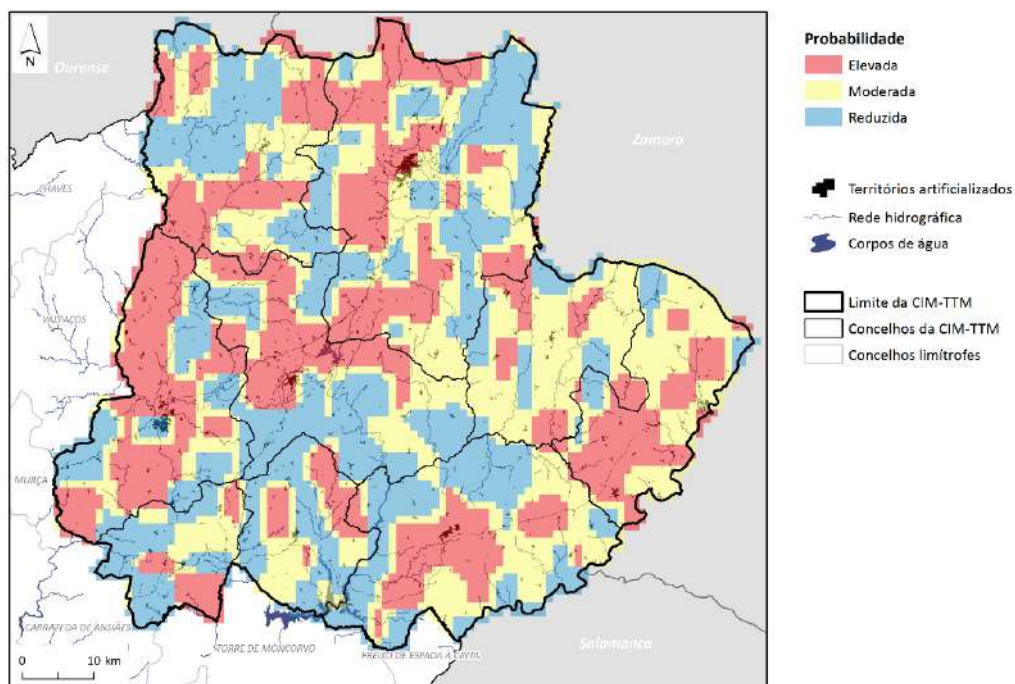 N
Ourense
Zamora
CHAVES
VALPAÇOS
MURÇA
CARRAZEDA DE ANSIÃES
TORRE DE MONCORVO
FREIXO DE ESPADA À CINTA
Salamanca
0 10 km
Probabilidade
Elevada
Moderada
Reduzida
Territórios artificializados
Rede hidrográfica
Corpos de água
Limite da CIM-TTM
Concelhos da CIM-TTM
Concelhos limítrofes